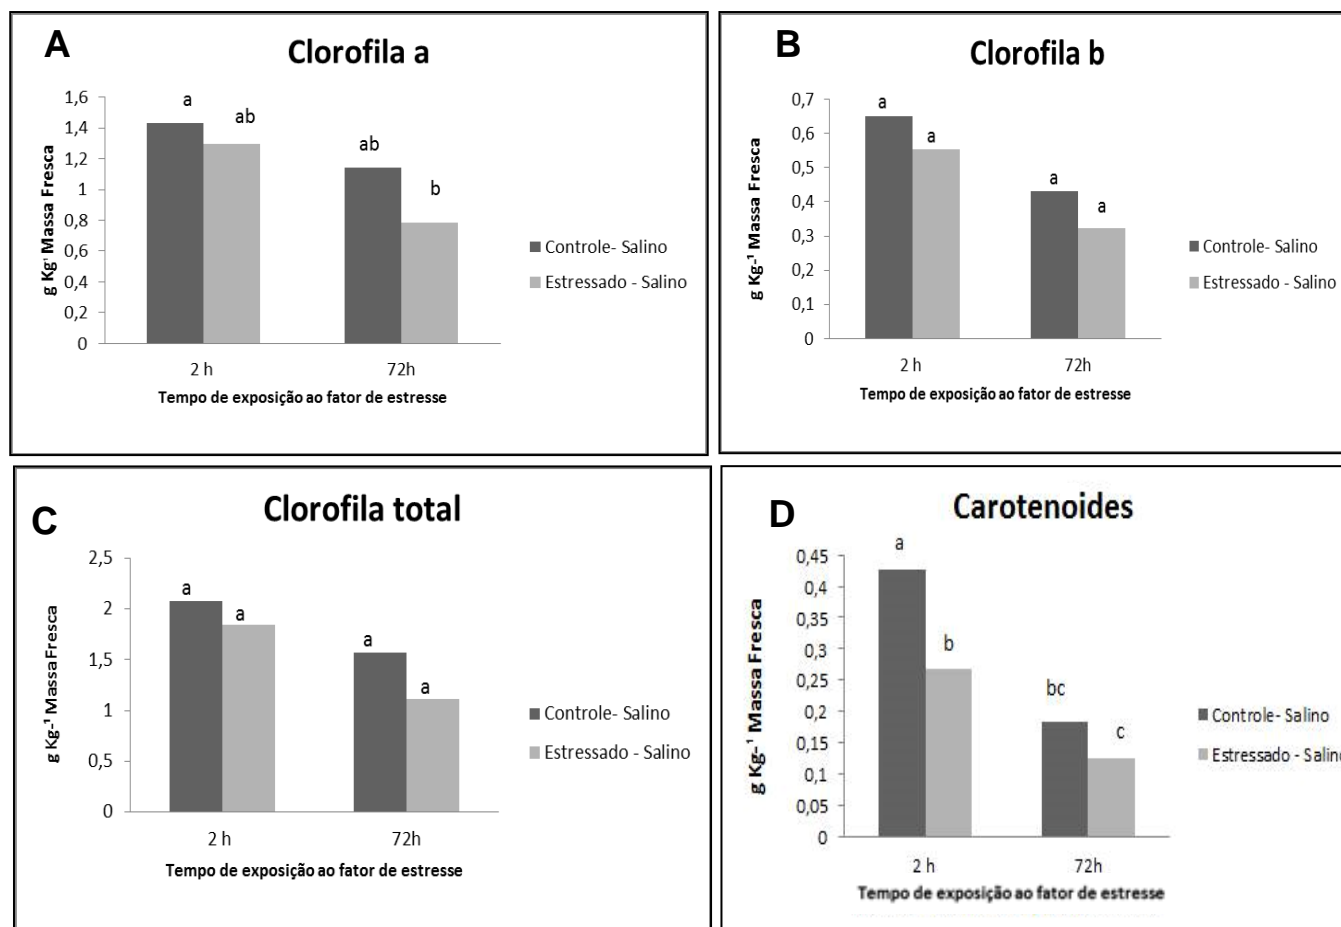 A
Clorofila a
1,6
1,4
1,2
1
0,8
0,6
0,4
0,2
0
g Kg⁻ Massa Fresca
a
ab
ab
b
2 h
72h
Tempo de exposição ao fator de estresse
Controle- Salino
Estressado - Salino
B
Clorofila b
0,7
0,6
0,5
0,4
0,3
0,2
0,1
0
g Kg-¹ Massa Fresca
a
a
a
a
2 h
72h
Tempo de exposição ao fator de estresse
Controle- Salino
Estressado - Salino
C
Clorofila total
2,5
2
1,5
1
0,5
0
g Kg-¹ Massa Fresca
a
a
a
a
2 h
72h
Tempo de exposição ao fator de estresse
Controle- Salino
Estressado - Salino
D
Carotenoides
0,45
0,4
0,35
0,3
0,25
0,2
0,15
0,1
0,05
0
g Kg-¹ Massa Fresca
a
b
bc
c
2 h
72h
Tempo de exposição ao fator de estresse
Controle- Salino
Estressado - Salino